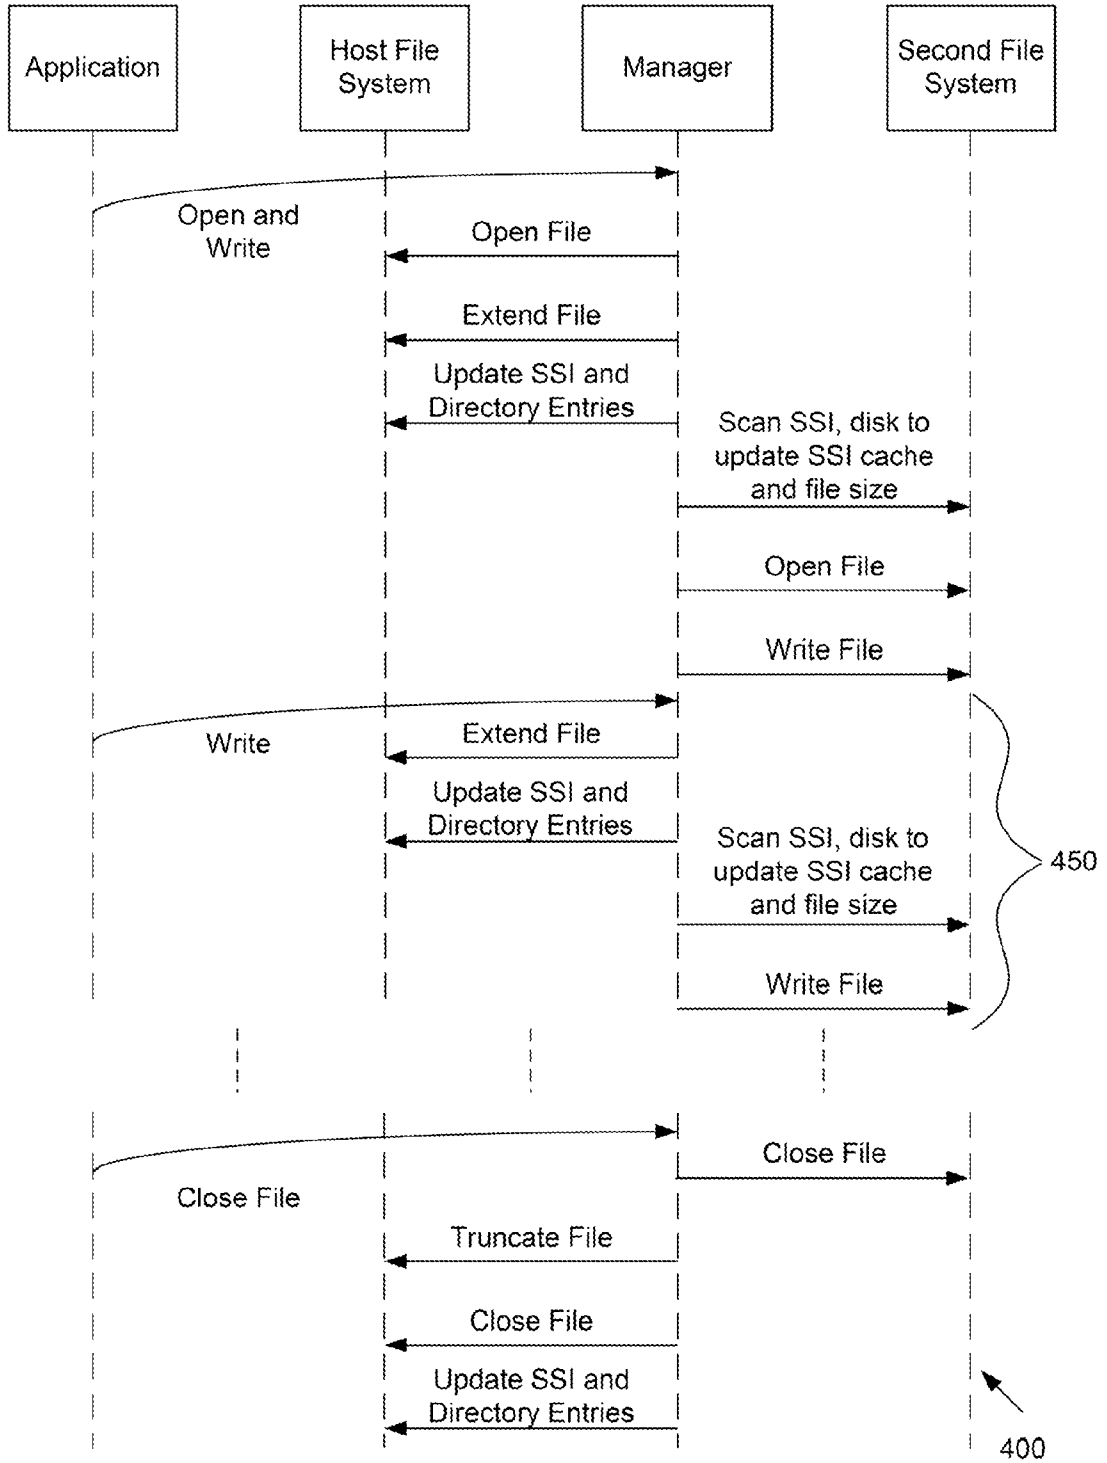 Application
Host File
System
Manager
Second File
System
Open and
Write
Open File
Extend File
Update SSI and
Directory Entries
Scan SSI, disk to
update SSI cache
and file size
Open File
Write File
Write
Extend File
Update SSI and
Directory Entries
Scan SSI, disk to
update SSI cache
and file size
450
Write File
Close File
Close File
Truncate File
Close File
Update SSI and
Directory Entries
400